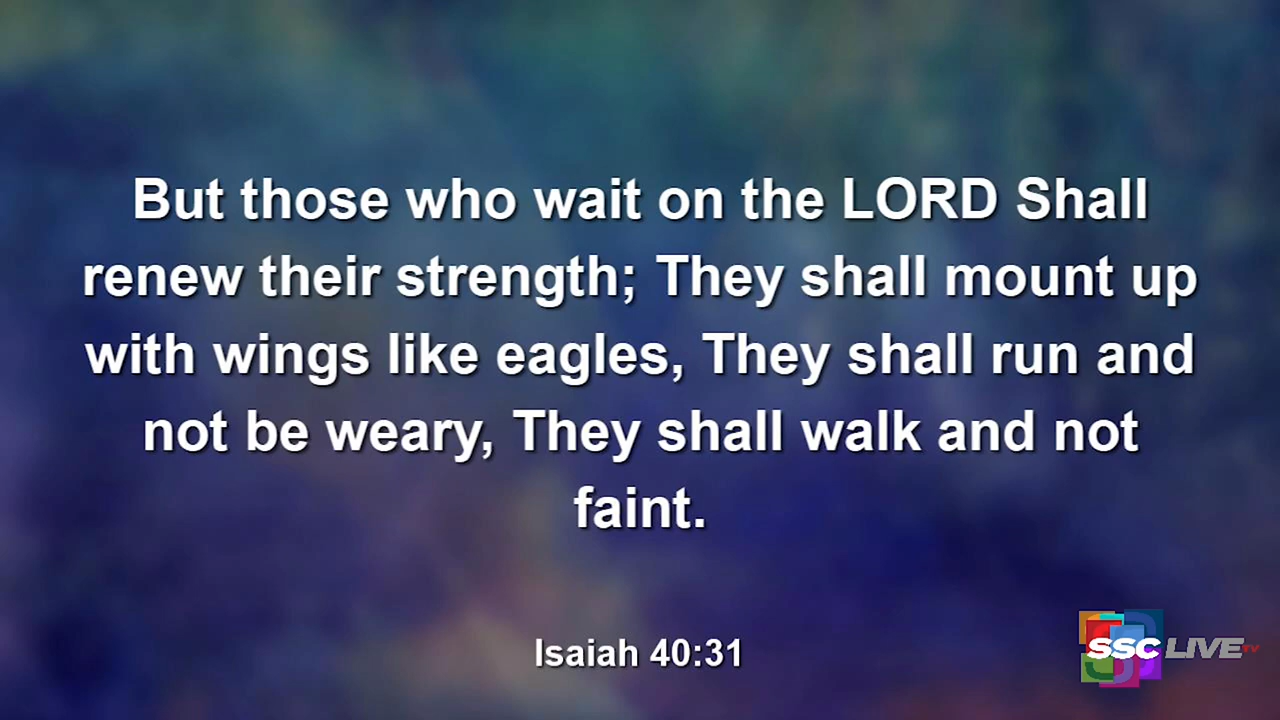 But those who wait on the LORD Shall
renew their strength; They shall mount up
with wings like eagles, They shall run and
not be weary, They shall walk and not
faint.
Isaiah 40:31
SSC LIVE TV